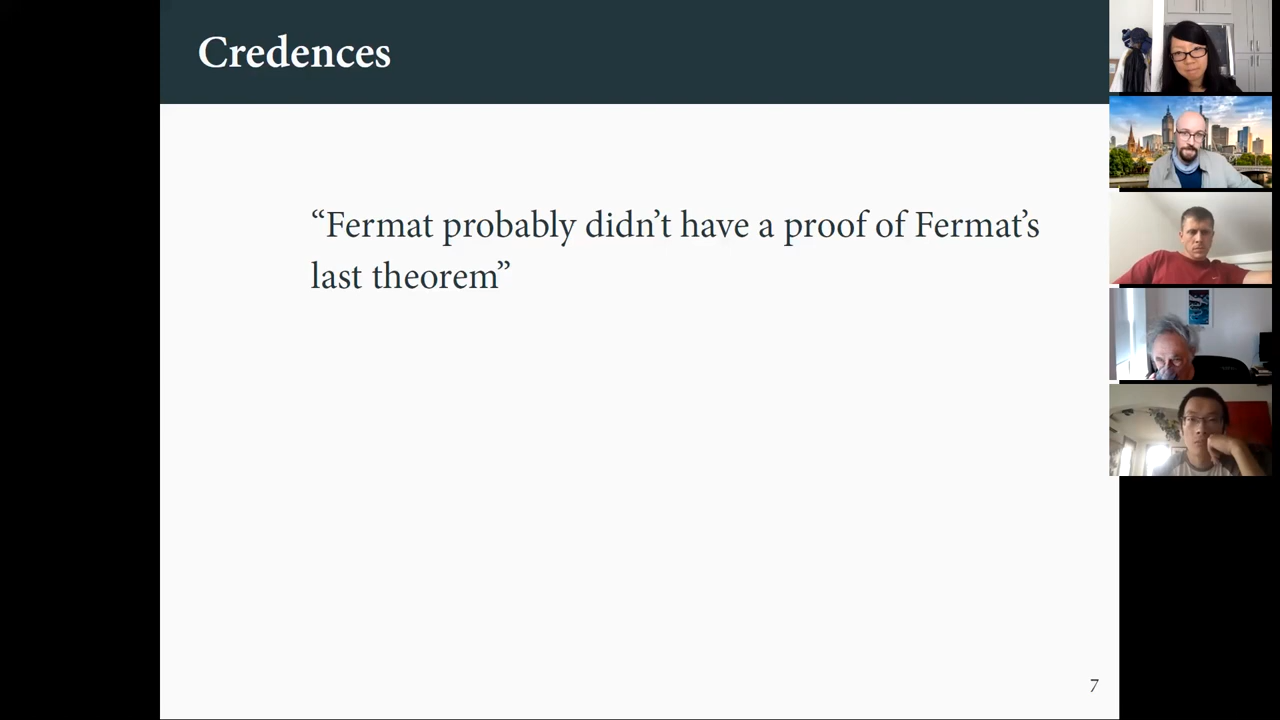 Credences
“Fermat probably didn’t have a proof of Fermat’s
last theorem”
7